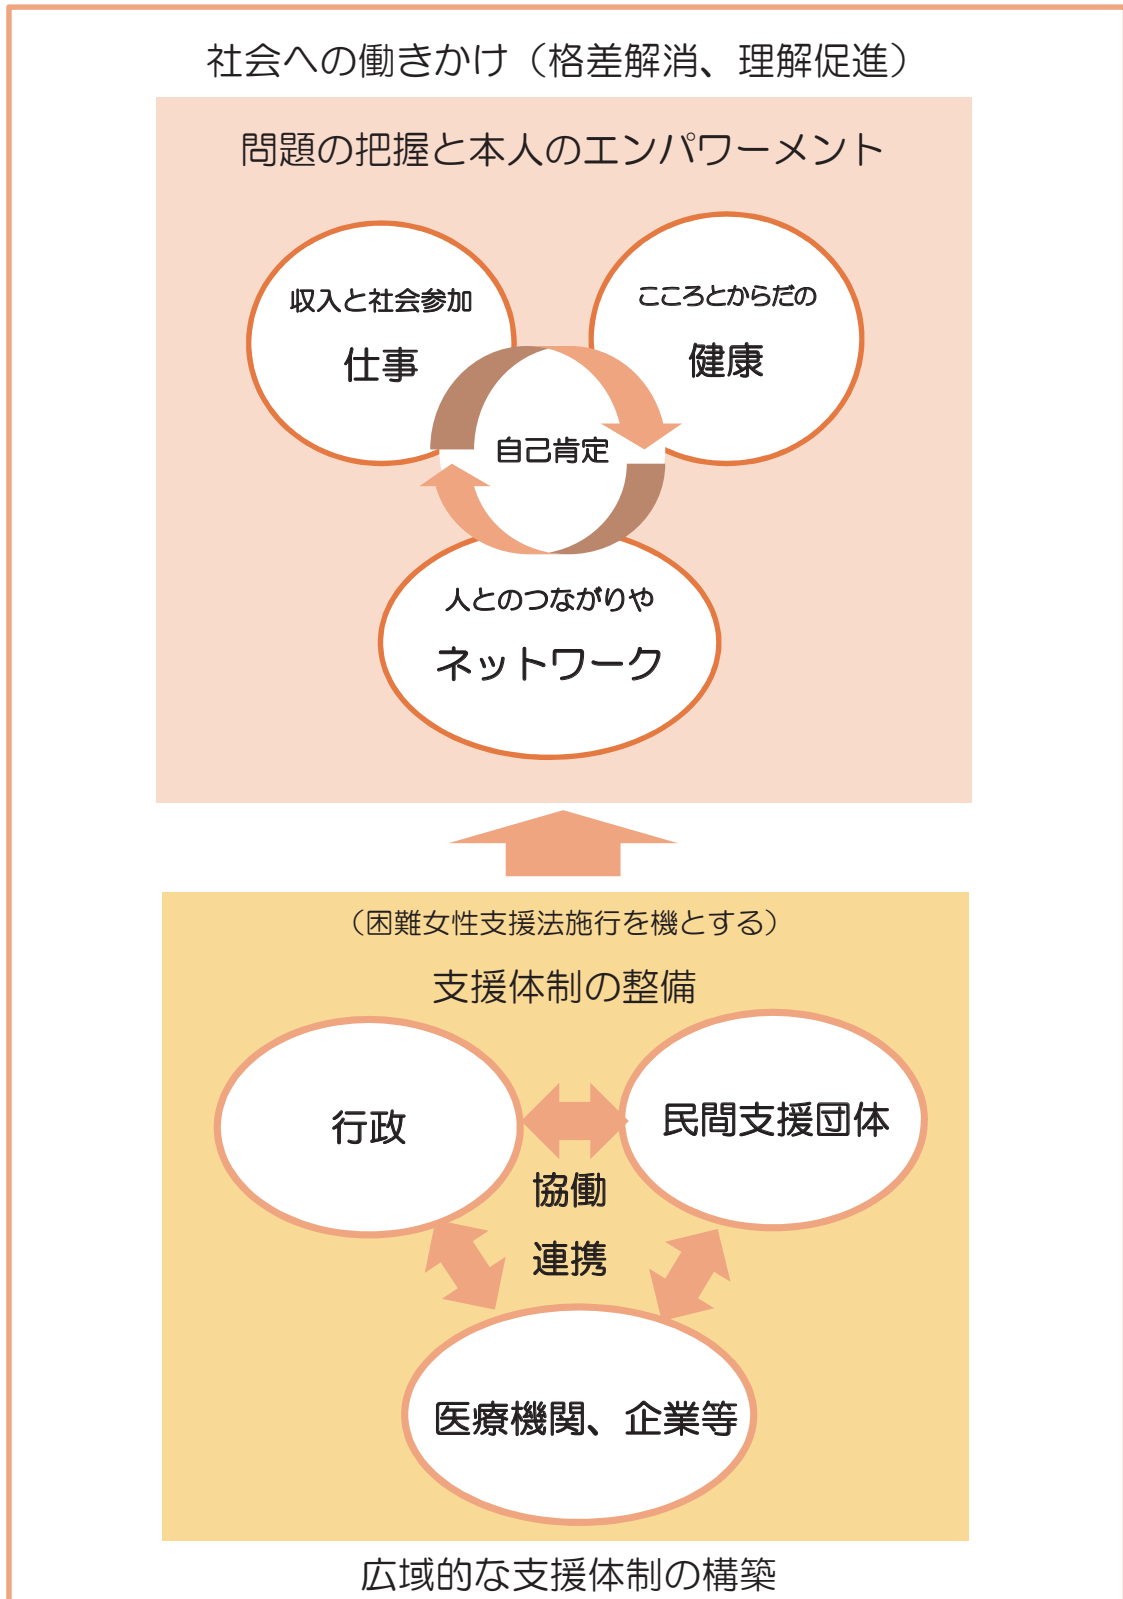 社会への働きかけ（格差解消、理解促進）
問題の把握と本人のエンパワーメント
収入と社会参加
仕事
こころとからだの
健康
自己肯定
人とのつながりや
ネットワーク
（困難女性支援法施行を機とする）
支援体制の整備
行政
民間支援団体
協働
連携
医療機関、企業等
広域的な支援体制の構築